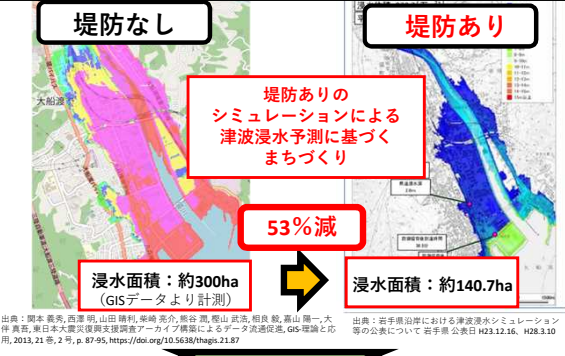 堤防なし
堤防あり
大船渡
堤防ありの
シミュレーションによる
津波浸水予測に基づく
まちづくり
53％減
浸水面積：約300ha
（GISデータより計測）
浸水面積：約140.7ha
出典：関本 義秀, 西澤 明, 山田 晴利, 柴崎 亮介, 熊谷 潤, 樫山 武浩, 相良 毅, 嘉山 陽一, 大
伴 真吾, 東日本大震災復興支援調査アーカイブ構築によるデータ流通促進, GIS-理論と応
用, 2013, 21 巻, 2 号, p. 87-95, https://doi.org/10.5638/thagis.21.87
出典：岩手県沿岸における津波浸水シミュレーション
等の公表について 岩手県 公表日 H23.12.16、H28.3.10